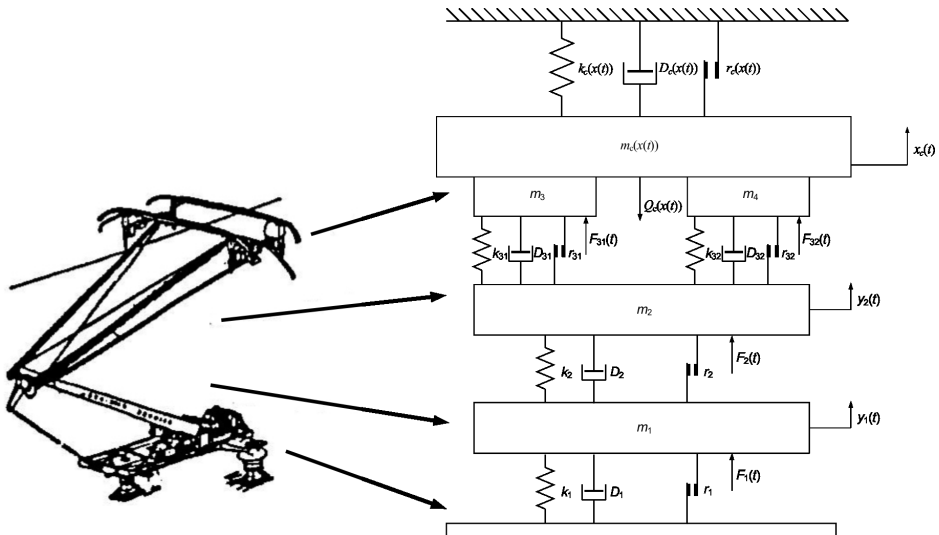 k_c(x(t)) D_c(x(t)) r_c(x(t))
m_c(x(t))
x_c(t)
m_3 Q_c(x(t)) m_4
k_31 D_31 r_31 F_31(t) k_32 D_32 r_32 F_32(t)
m_2 y_2(t)
k_2 D_2 r_2 F_2(t)
m_1 y_1(t)
k_1 D_1 r_1 F_1(t)